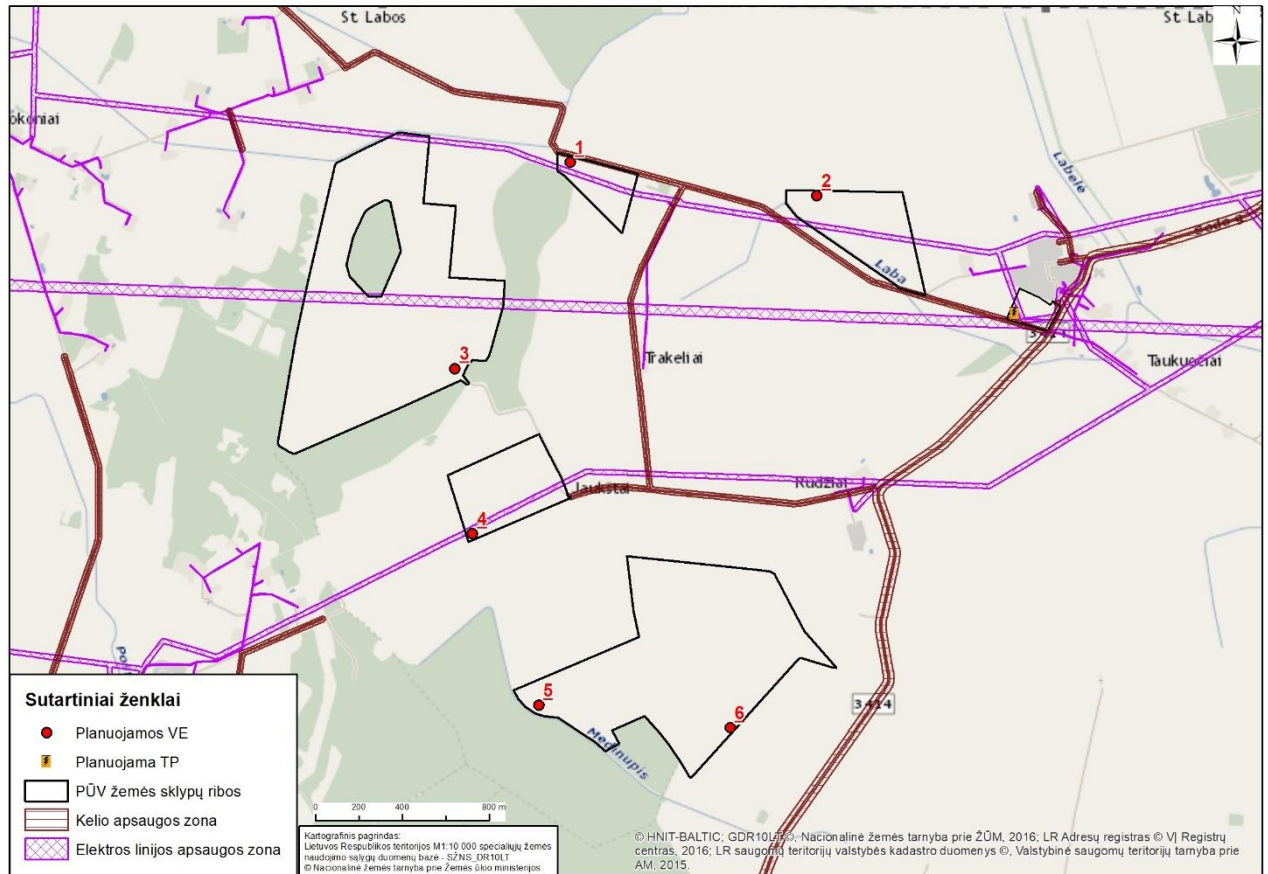 St. Labos
St. Lab
N
okoniai
1
2
Labelė
Sodo g.
Laba
3
Trakeliai
3414
Taukuočiai
Jaukštai
Rudžiai
4
5
6
Medinupis
3414
Sutartiniai ženklai
Planuojamos VE
Planuojama TP
PŪV žemės sklypų ribos
Kelio apsaugos zona
Elektros linijos apsaugos zona
0 200 400 800 m
Kartografinis pagrindas:
Lietuvos Respublikos teritorijos M1:10 000 specialiųjų žemės
naudojimo sąlygų duomenų bazė - SŽNS_DR10LT
© Nacionalinė žemės tarnyba prie Žemės ūkio ministerijos
© HNIT-BALTIC; GDR10LT ©, Nacionalinė žemės tarnyba prie ŽŪM, 2016; LR Adresų registras © VĮ Registrų
centras, 2016; LR saugomų teritorijų valstybės kadastro duomenys ©, Valstybinė saugomų teritorijų tarnyba prie
AM, 2015.